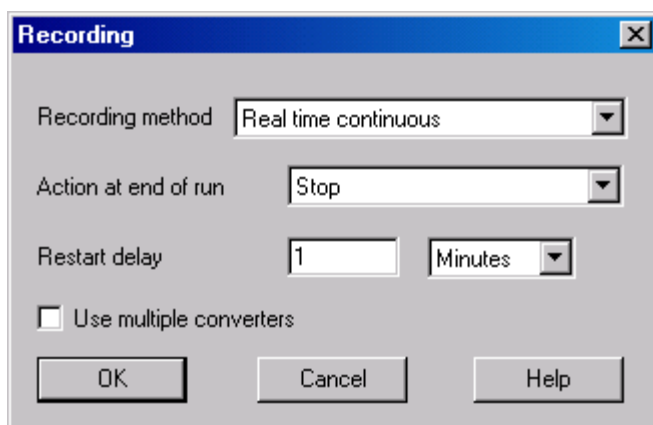 Recording
Recording method Real time continuous
Action at end of run Stop
Restart delay 1 Minutes
Use multiple converters
OK Cancel Help